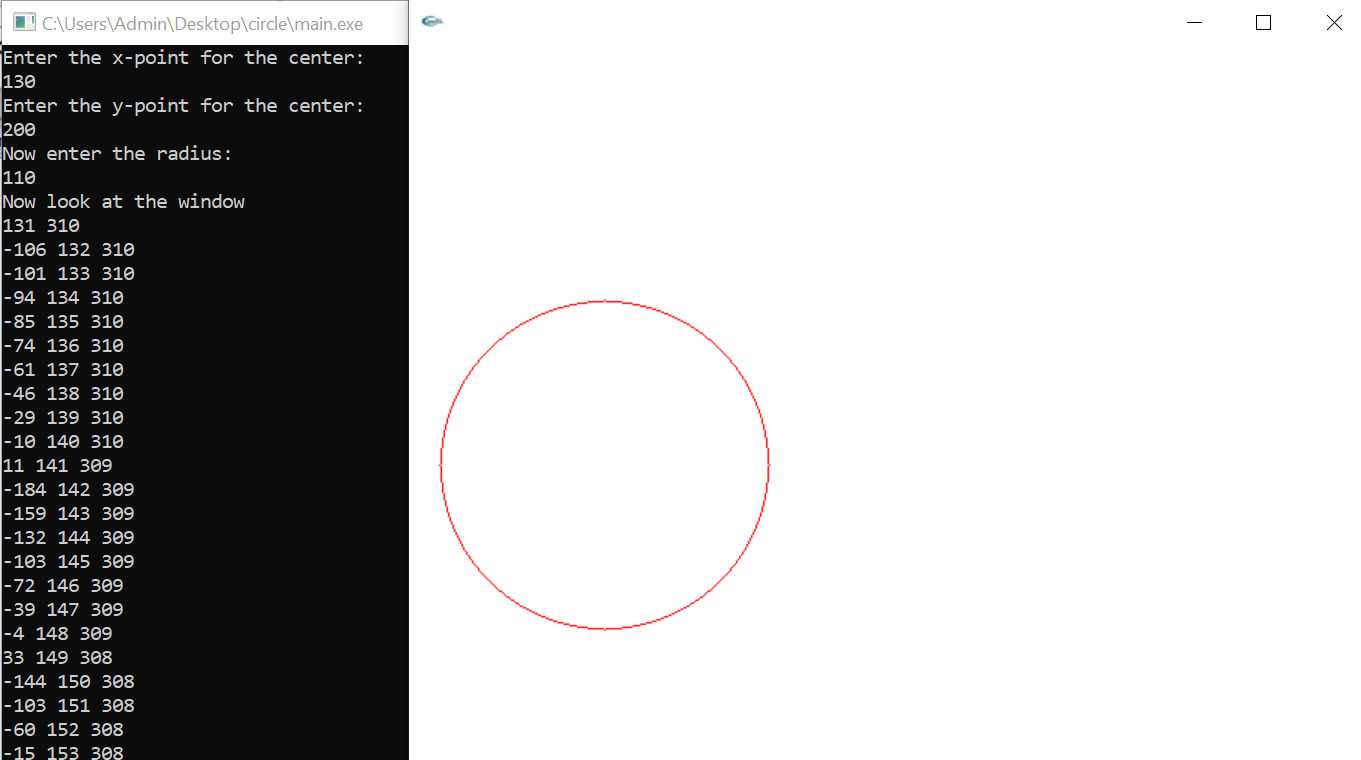 C:\Users\Admin\Desktop\circle\main.exe
Enter the x-point for the center:
130
Enter the y-point for the center:
200
Now enter the radius:
110
Now look at the window
131 310
-106 132 310
-101 133 310
-94 134 310
-85 135 310
-74 136 310
-61 137 310
-46 138 310
-29 139 310
-10 140 310
11 141 309
-184 142 309
-159 143 309
-132 144 309
-103 145 309
-72 146 309
-39 147 309
-4 148 309
33 149 308
-144 150 308
-103 151 308
-60 152 308
-15 153 308